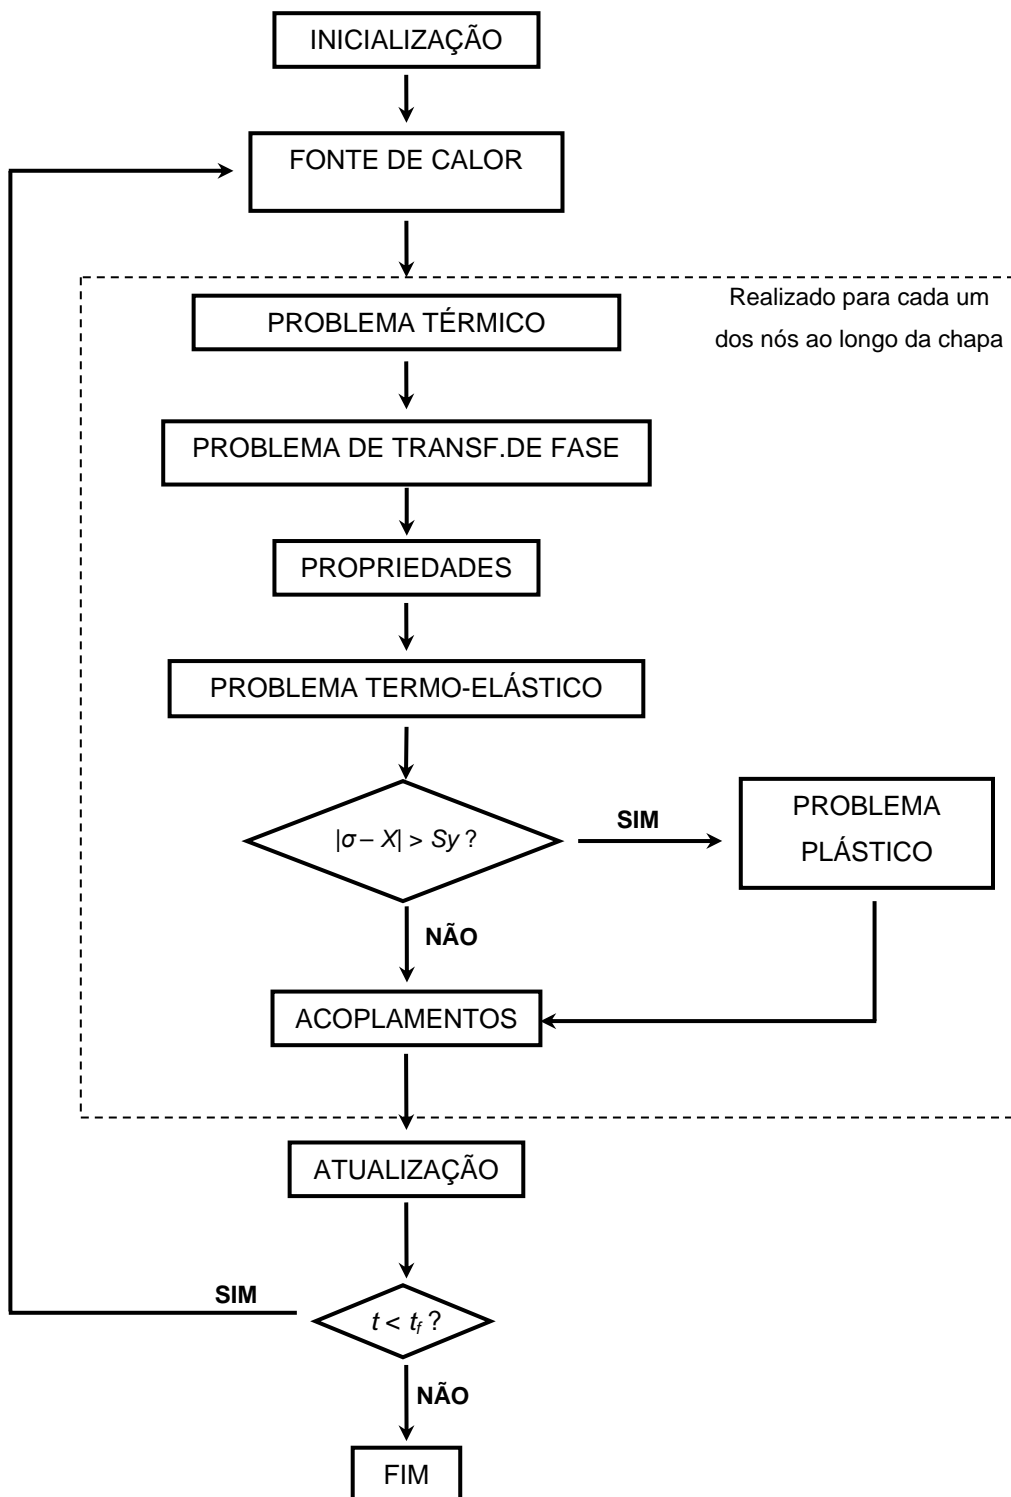 INICIALIZAÇÃO
FONTE DE CALOR
Realizado para cada um
dos nós ao longo da chapa
PROBLEMA TÉRMICO
PROBLEMA DE TRANSF.DE FASE
PROPRIEDADES
PROBLEMA TERMO-ELÁSTICO
|σ – X| > Sy ?
SIM
PROBLEMA
PLÁSTICO
NÃO
ACOPLAMENTOS
ATUALIZAÇÃO
SIM
t < tf ?
NÃO
FIM